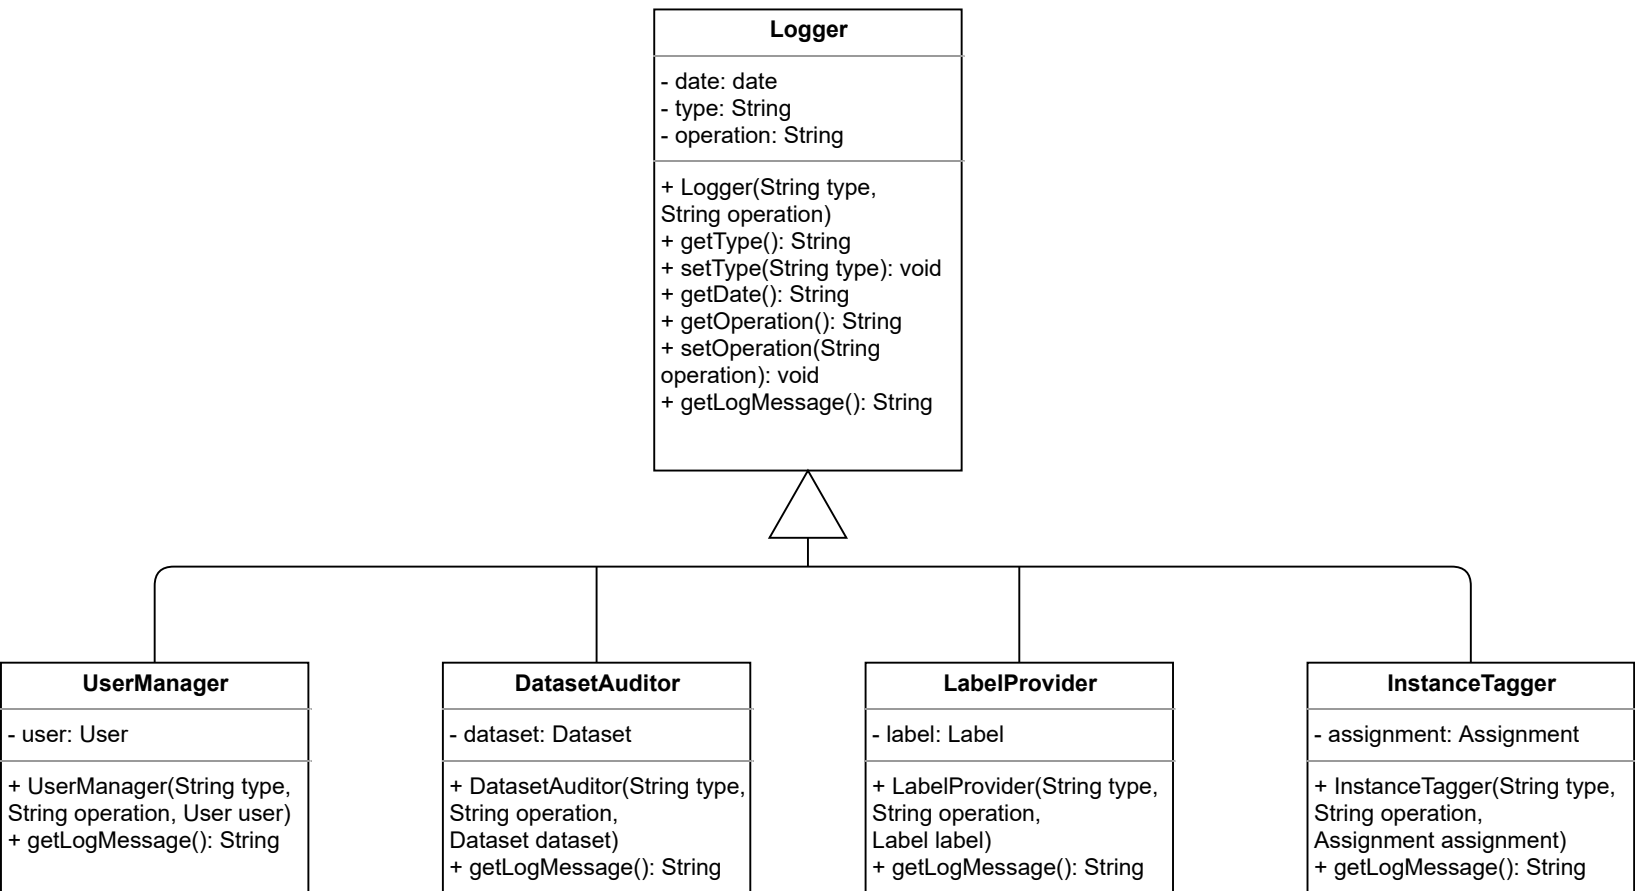 Logger
- date: date
- type: String
- operation: String
+ Logger(String type,
String operation)
+ getType(): String
+ setType(String type): void
+ getDate(): String
+ getOperation(): String
+ setOperation(String
operation): void
+ getLogMessage(): String
UserManager
- user: User
+ UserManager(String type,
String operation, User user)
+ getLogMessage(): String
DatasetAuditor
- dataset: Dataset
+ DatasetAuditor(String type,
String operation,
Dataset dataset)
+ getLogMessage(): String
LabelProvider
- label: Label
+ LabelProvider(String type,
String operation,
Label label)
+ getLogMessage(): String
InstanceTagger
- assignment: Assignment
+ InstanceTagger(String type,
String operation,
Assignment assignment)
+ getLogMessage(): String